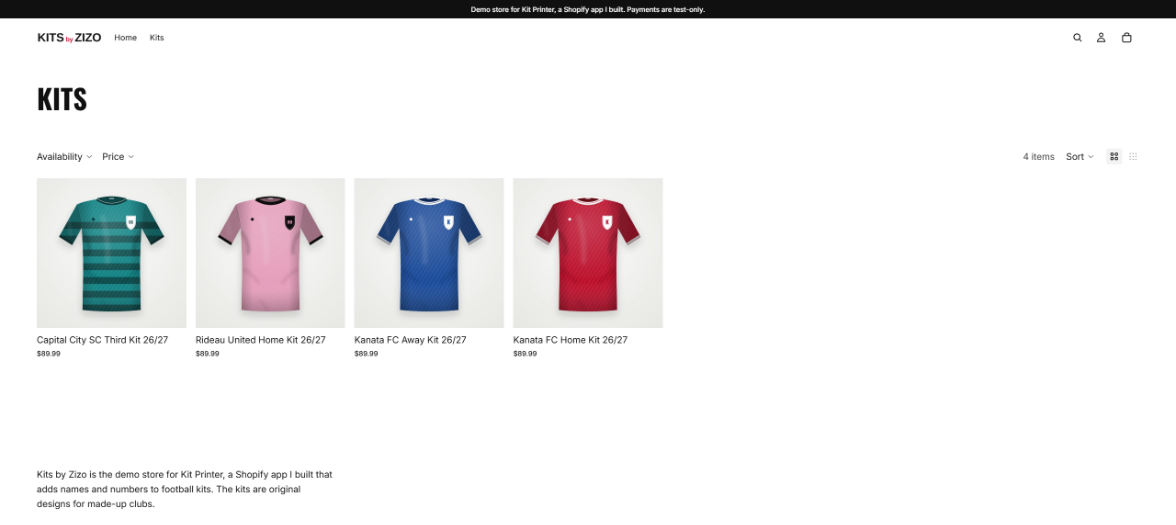 Demo store for Kit Printer, a Shopify app I built. Payments are test-only.
KITS by ZIZO Home Kits
KITS
Availability Price 4 items Sort
Capital City SC Third Kit 26/27
$89.99
Rideau United Home Kit 26/27
$89.99
Kanata FC Away Kit 26/27
$89.99
Kanata FC Home Kit 26/27
$89.99
Kits by Zizo is the demo store for Kit Printer, a Shopify app I built that
adds names and numbers to football kits. The kits are original
designs for made-up clubs.